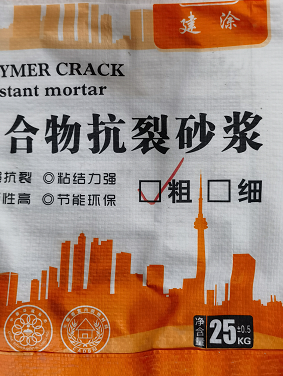 建涂
YMER CRACK
stant mortar
合物抗裂砂浆
抗裂 ◎粘结力强
性高 ◎节能环保
☑粗 □细
净含量 25±0.5 KG